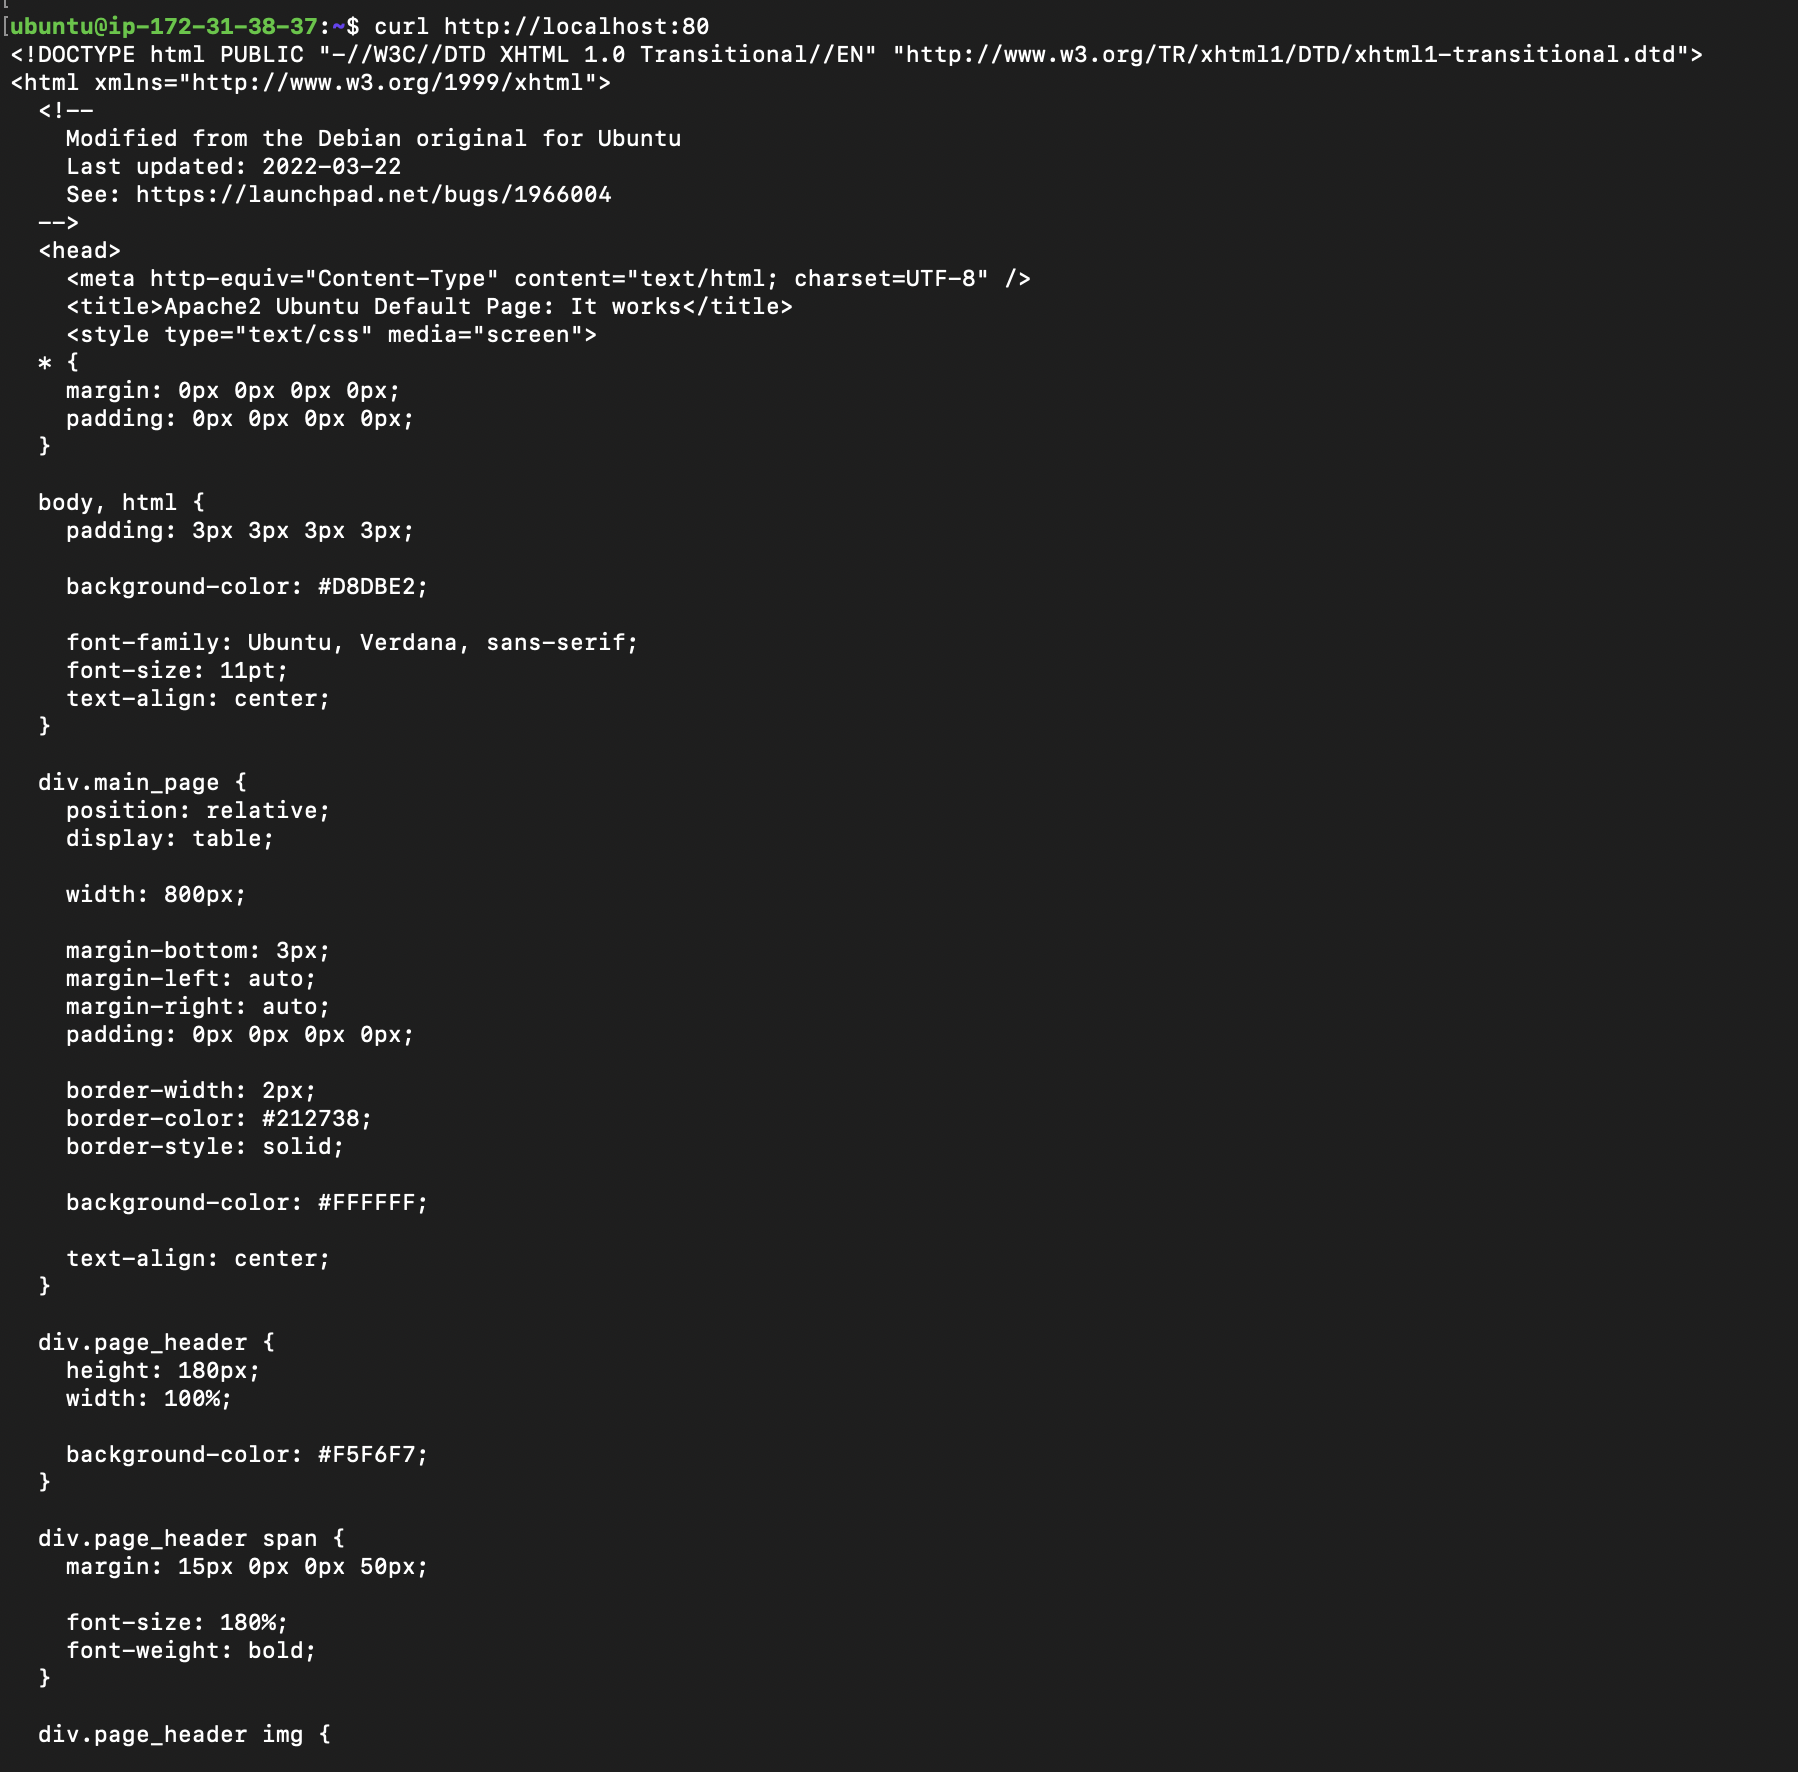 [ubuntu@ip-172-31-38-37:~$ curl http://localhost:80
<!DOCTYPE html PUBLIC "-//W3C//DTD XHTML 1.0 Transitional//EN" "http://www.w3.org/TR/xhtml1/DTD/xhtml1-transitional.dtd">
<html xmlns="http://www.w3.org/1999/xhtml">
  <!--
    Modified from the Debian original for Ubuntu
    Last updated: 2022-03-22
    See: https://launchpad.net/bugs/1966004
  -->
  <head>
    <meta http-equiv="Content-Type" content="text/html; charset=UTF-8" />
    <title>Apache2 Ubuntu Default Page: It works</title>
    <style type="text/css" media="screen">
  * {
    margin: 0px 0px 0px 0px;
    padding: 0px 0px 0px 0px;
  }

  body, html {
    padding: 3px 3px 3px 3px;

    background-color: #D8DBE2;

    font-family: Ubuntu, Verdana, sans-serif;
    font-size: 11pt;
    text-align: center;
  }

  div.main_page {
    position: relative;
    display: table;

    width: 800px;

    margin-bottom: 3px;
    margin-left: auto;
    margin-right: auto;
    padding: 0px 0px 0px 0px;

    border-width: 2px;
    border-color: #212738;
    border-style: solid;

    background-color: #FFFFFF;

    text-align: center;
  }

  div.page_header {
    height: 180px;
    width: 100%;

    background-color: #F5F6F7;
  }

  div.page_header span {
    margin: 15px 0px 0px 50px;

    font-size: 180%;
    font-weight: bold;
  }

  div.page_header img {